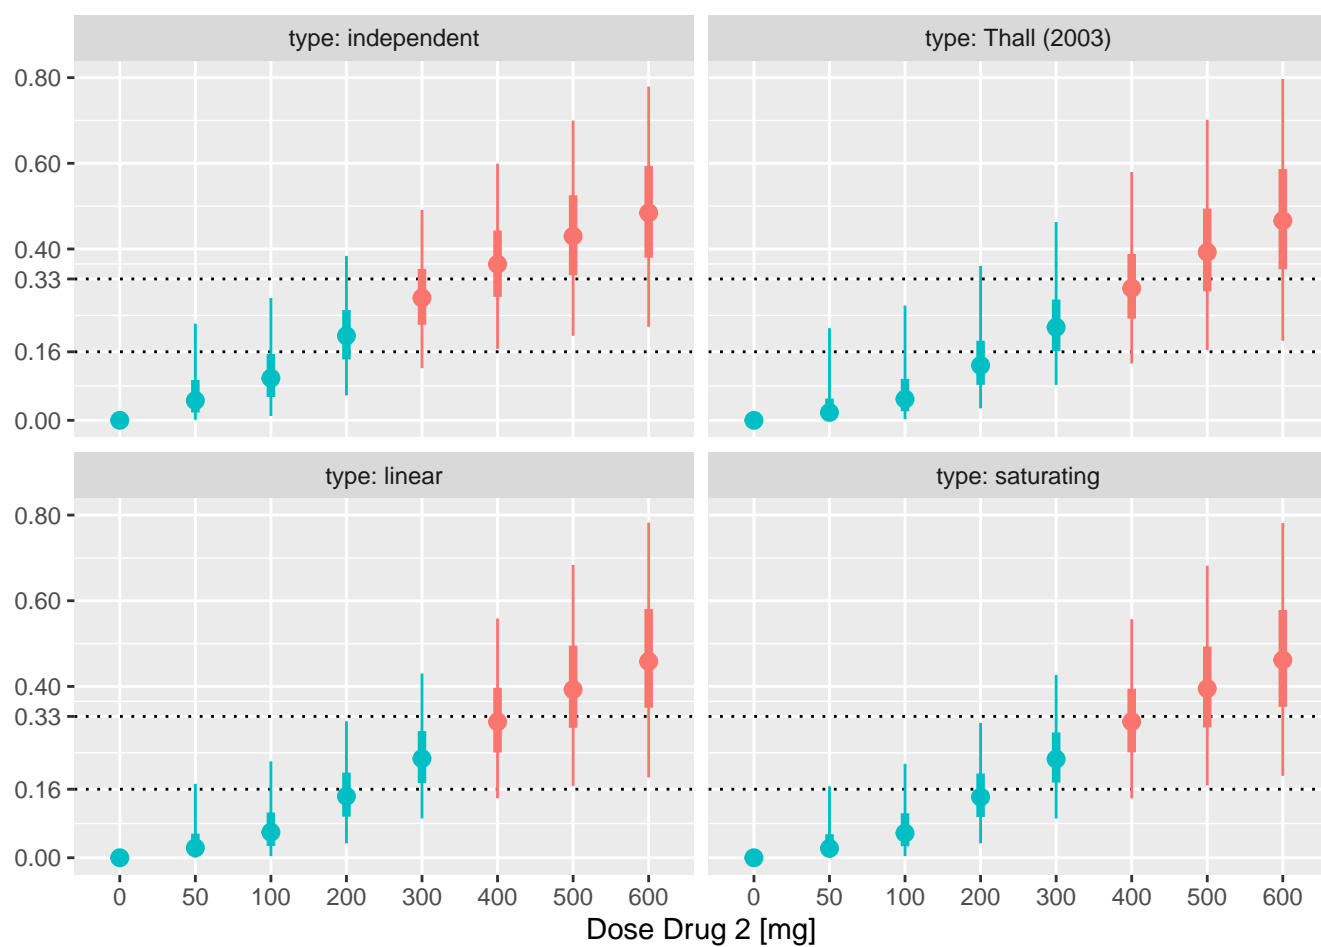 type: independent
type: Thall (2003)
0.80
0.60
0.40
0.33
0.16
0.00
type: linear
type: saturating
0.80
0.60
0.40
0.33
0.16
0.00
0 50 100 200 300 400 500 600
0 50 100 200 300 400 500 600
Dose Drug 2 [mg]